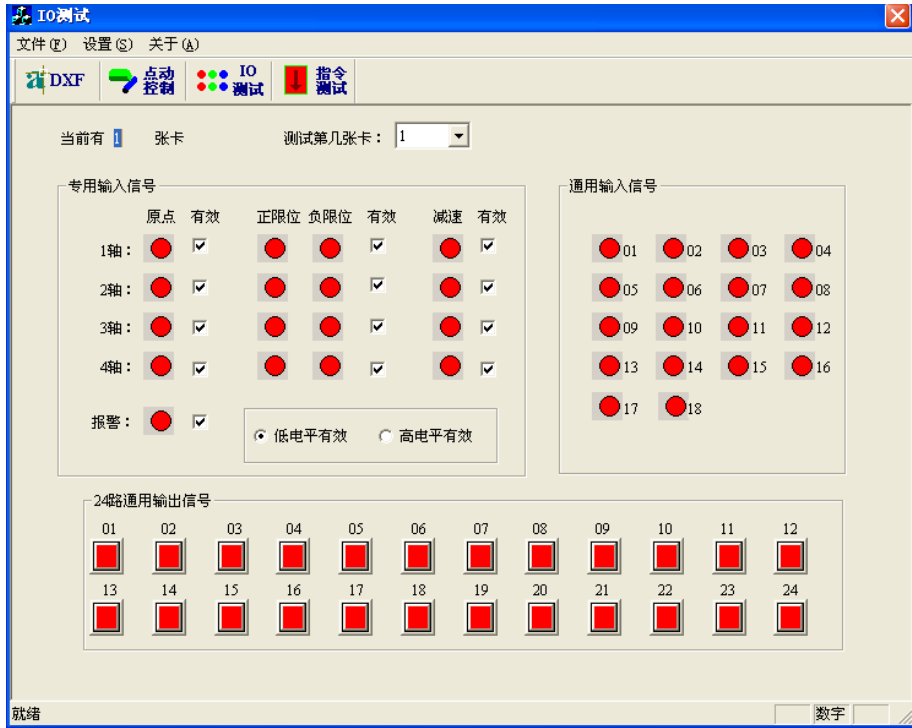 IO测试
文件(F) 设置(S) 关于(A)
DXF 点动控制 IO测试 指令测试
当前有 1 张卡 测试第几张卡： 1
专用输入信号 通用输入信号
原点 有效 正限位 负限位 有效 减速 有效
1轴： 01 02 03 04
2轴： 05 06 07 08
3轴： 09 10 11 12
4轴： 13 14 15 16
报警： 17 18
低电平有效 高电平有效
24路通用输出信号
01 02 03 04 05 06 07 08 09 10 11 12
13 14 15 16 17 18 19 20 21 22 23 24
就绪 数字